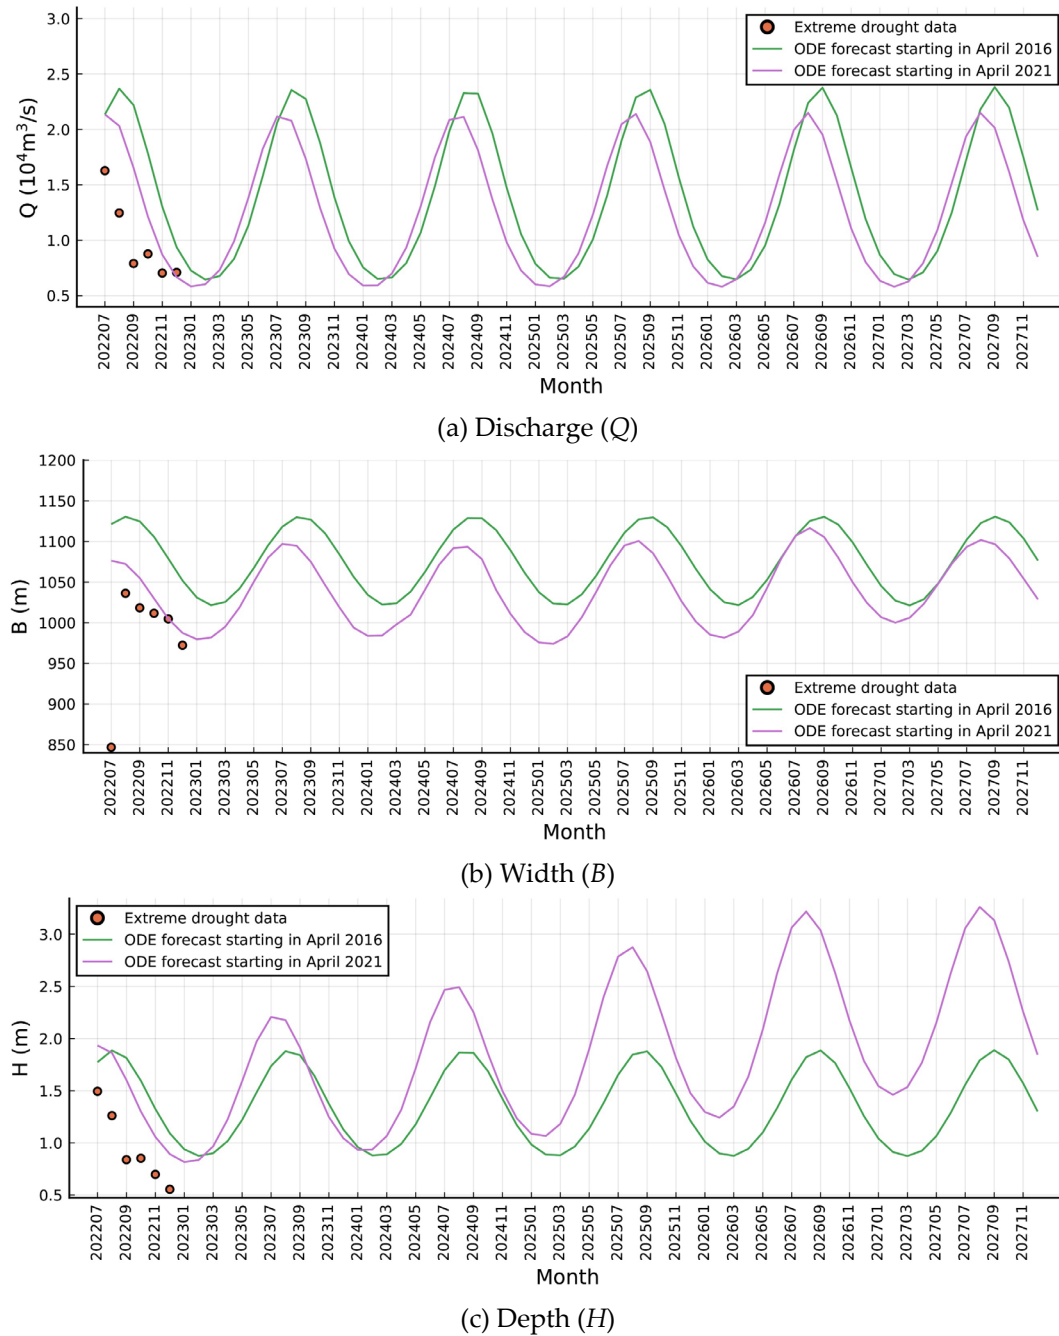 3.0
2.5
2.0
1.5
1.0
0.5
Q (10⁴m³/s)
Extreme drought data
ODE forecast starting in April 2016
ODE forecast starting in April 2021
202207 202209 202211 202301 202303 202305 202307 202309 202311 202401 202403 202405 202407 202409 202411 202501 202503 202505 202507 202509 202511 202601 202603 202605 202607 202609 202611 202701 202703 202705 202707 202709 202711
Month
(a) Discharge (Q)
1200
1150
1100
1050
1000
950
900
850
B (m)
Extreme drought data
ODE forecast starting in April 2016
ODE forecast starting in April 2021
202207 202209 202211 202301 202303 202305 202307 202309 202311 202401 202403 202405 202407 202409 202411 202501 202503 202505 202507 202509 202511 202601 202603 202605 202607 202609 202611 202701 202703 202705 202707 202709 202711
Month
(b) Width (B)
Extreme drought data
ODE forecast starting in April 2016
ODE forecast starting in April 2021
3.0
2.5
2.0
1.5
1.0
0.5
H (m)
202207 202209 202211 202301 202303 202305 202307 202309 202311 202401 202403 202405 202407 202409 202411 202501 202503 202505 202507 202509 202511 202601 202603 202605 202607 202609 202611 202701 202703 202705 202707 202709 202711
Month
(c) Depth (H)